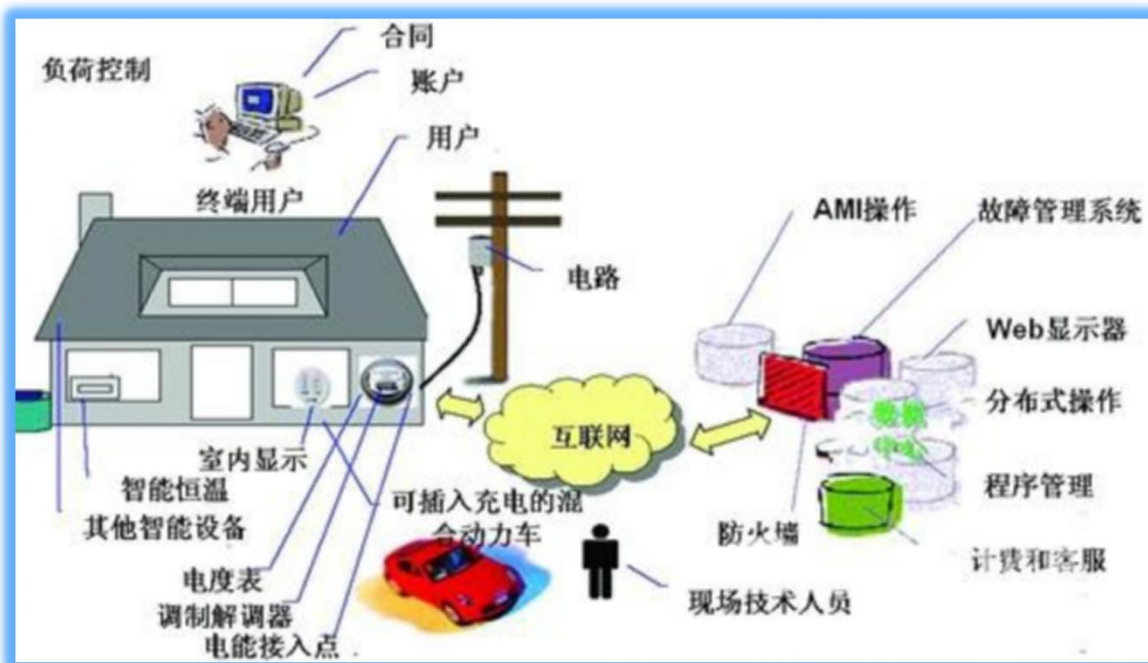 合同
负荷控制
账户
用户
终端用户
AMI操作
故障管理系统
电路
Web显示器
分布式操作
数据
中心
互联网
室内显示
智能恒温
可插入充电的混
合动力车
程序管理
其他智能设备
防火墙
计费和客服
电度表
现场技术人员
调制解调器
电能接入点